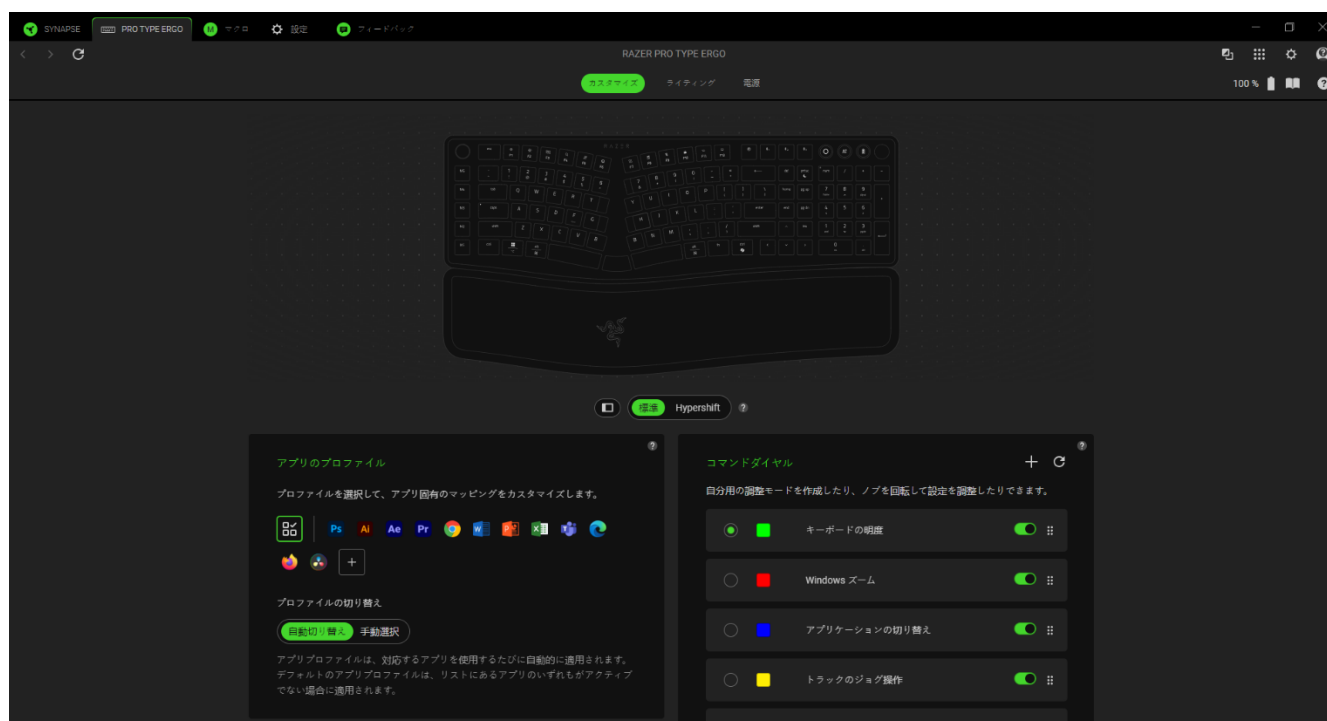 SYNAPSE PRO TYPE ERGO マクロ 設定 フィードバック
RAZER PRO TYPE ERGO
カスタマイズ ライティング 電源 100 %
標準 Hypershift
アプリのプロファイル
プロファイルを選択して、アプリ固有のマッピングをカスタマイズします。
Ps Ai Ae Pr
プロファイルの切り替え
自動切り替え 手動選択
アプリプロファイルは、対応するアプリを使用するたびに自動的に適用されます。
デフォルトのアプリプロファイルは、リストにあるアプリのいずれもがアクティブ
でない場合に適用されます。
コマンドダイヤル
自分用の調整モードを作成したり、ノブを回転して設定を調整したりできます。
キーボードの明度
Windows ズーム
アプリケーションの切り替え
トラックのジョグ操作